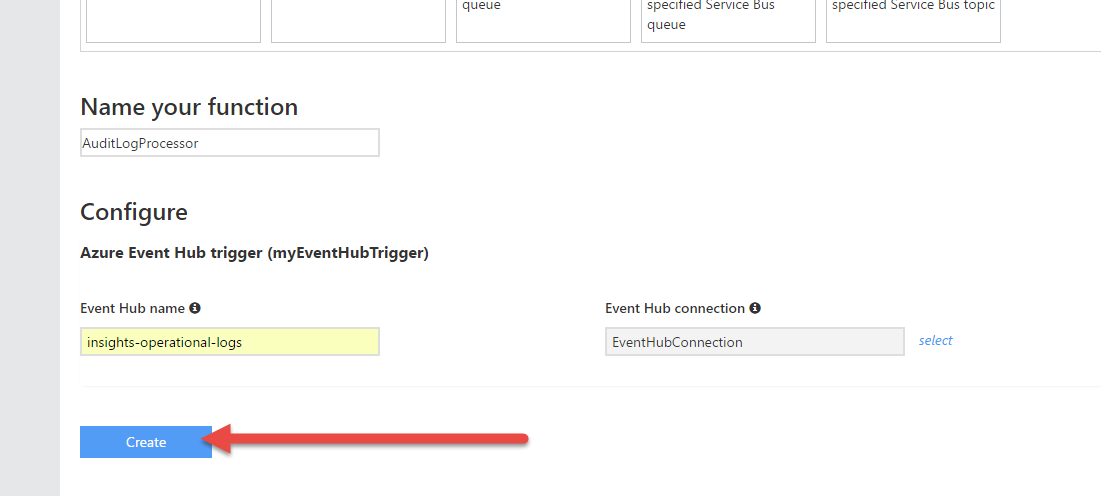 queue
specified Service Bus
queue
specified Service Bus topic
Name your function
AuditLogProcessor
Configure
Azure Event Hub trigger (myEventHubTrigger)
Event Hub name
Event Hub connection
insights-operational-logs
EventHubConnection
select
Create